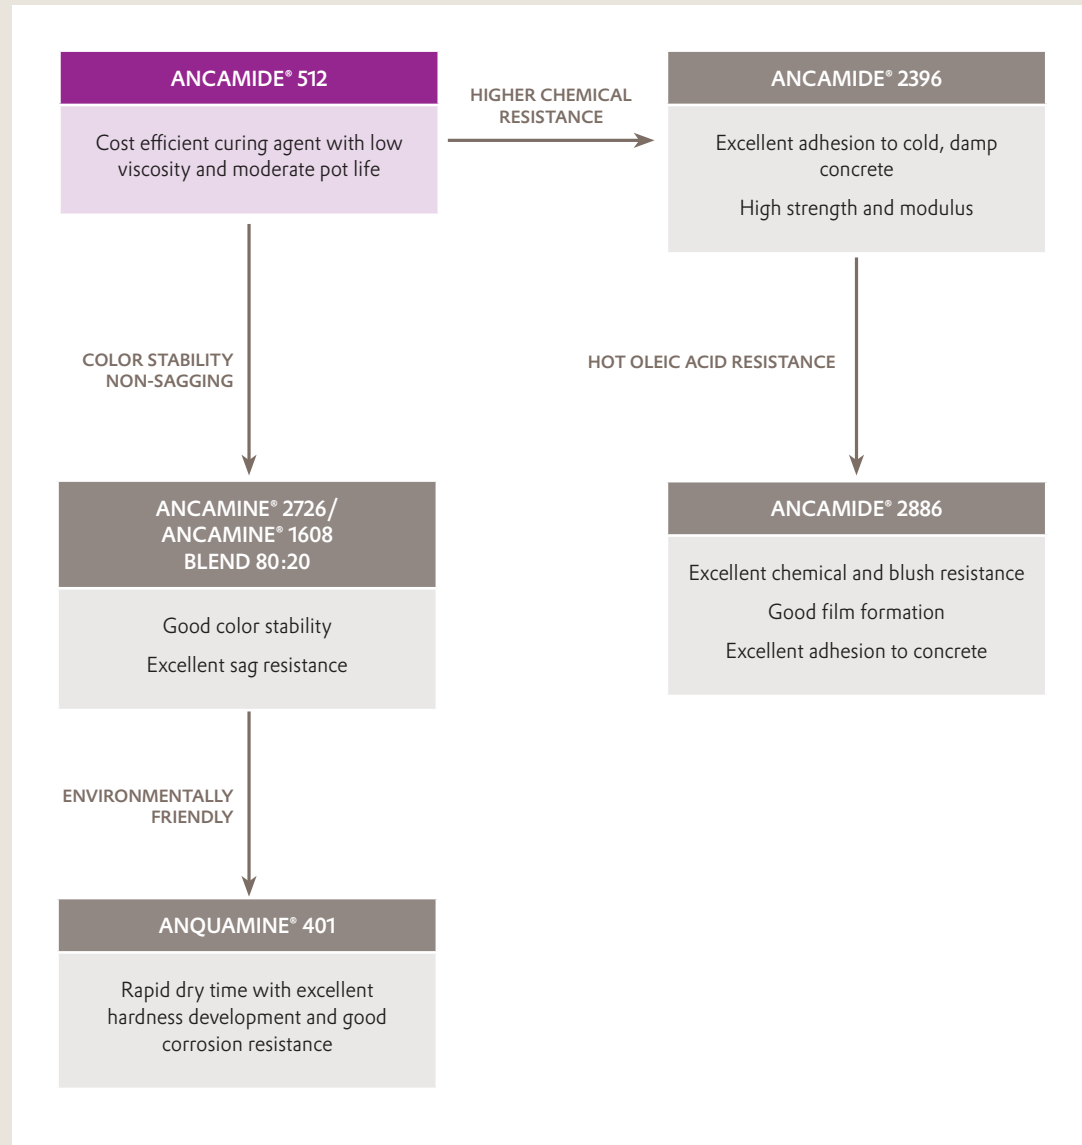 ANCAMIDE® 512
Cost efficient curing agent with low
viscosity and moderate pot life
HIGHER CHEMICAL
RESISTANCE
ANCAMIDE® 2396
Excellent adhesion to cold, damp
concrete
High strength and modulus
COLOR STABILITY
NON-SAGGING
HOT OLEIC ACID RESISTANCE
ANCAMINE® 2726/
ANCAMINE® 1608
BLEND 80:20
Good color stability
Excellent sag resistance
ANCAMIDE® 2886
Excellent chemical and blush resistance
Good film formation
Excellent adhesion to concrete
ENVIRONMENTALLY
FRIENDLY
ANQUAMINE® 401
Rapid dry time with excellent
hardness development and good
corrosion resistance